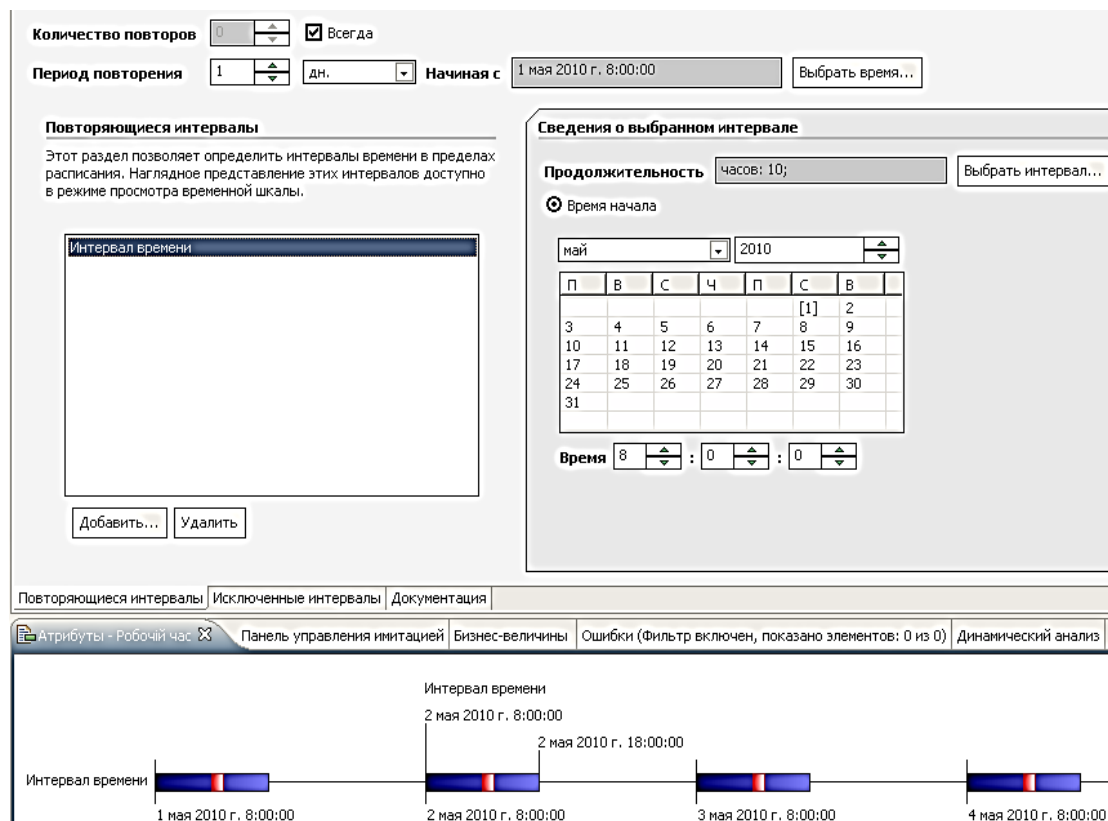 Количество повторов 0 Всегда
Период повторения 1 дн. Начиная с 1 мая 2010 г. 8:00:00 Выбрать время...
Повторяющиеся интервалы
Этот раздел позволяет определить интервалы времени в пределах
расписания. Наглядное представление этих интервалов доступно
в режиме просмотра временной шкалы.
Интервал времени
Добавить... Удалить
Сведения о выбранном интервале
Продолжительность часов: 10; Выбрать интервал...
Время начала
май 2010
П В С Ч П С В
[1] 2
3 4 5 6 7 8 9
10 11 12 13 14 15 16
17 18 19 20 21 22 23
24 25 26 27 28 29 30
31
Время 8 : 0 : 0
Повторяющиеся интервалы Исключенные интервалы Документация
Атрибуты - Робочій час Панель управления имитацией Бизнес-величины Ошибки (Фильтр включен, показано элементов: 0 из 0) Динамический анализ
Интервал времени
2 мая 2010 г. 8:00:00
2 мая 2010 г. 18:00:00
Интервал времени
1 мая 2010 г. 8:00:00 2 мая 2010 г. 8:00:00 3 мая 2010 г. 8:00:00 4 мая 2010 г. 8:00:00